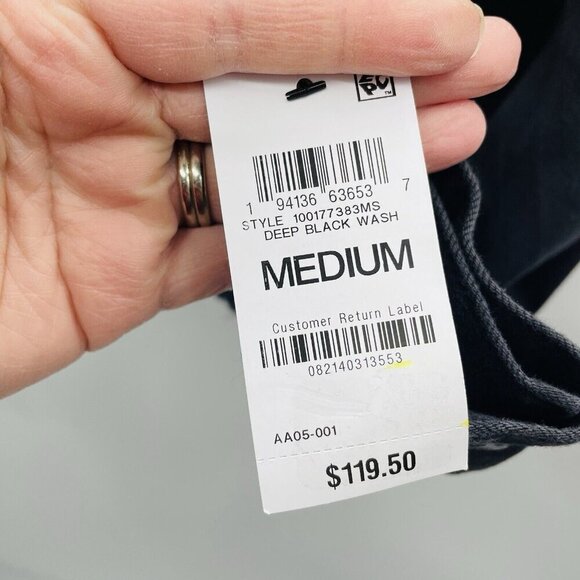 1 94136 63653 7
STYLE 100177383MS
DEEP BLACK WASH
MEDIUM
Customer Return Label
082140313553
AA05-001
$119.50